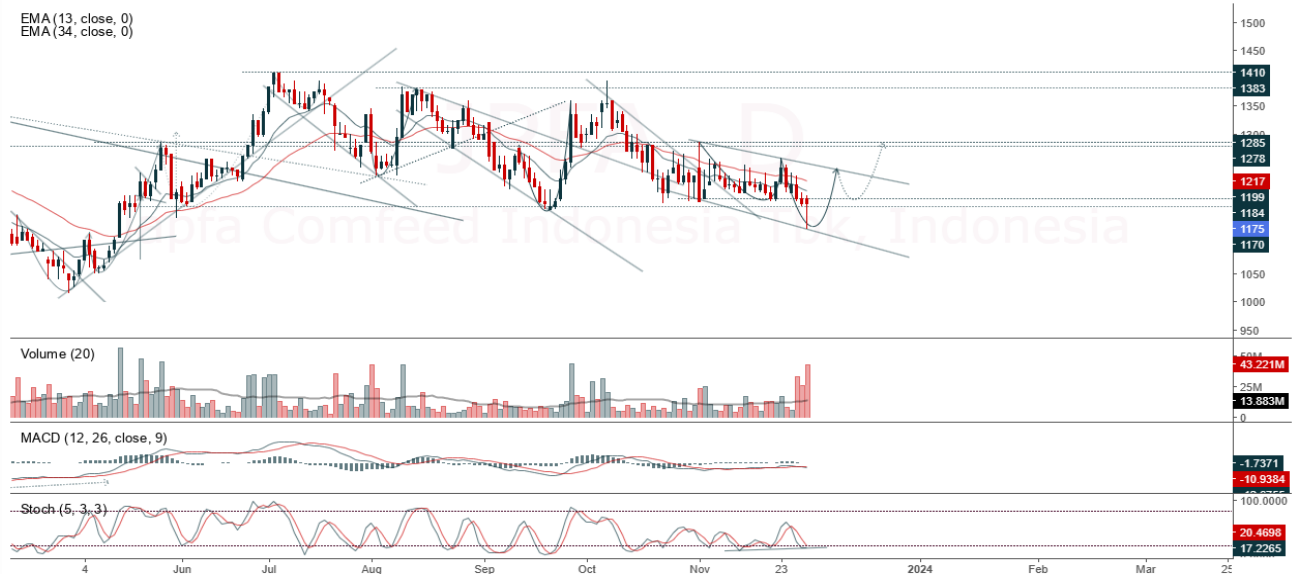 EMA (13, close, 0)
EMA (34, close, 0)
1500
1450
1410
1383
1350
1300
1285
1278
1217
1199
1184
1175
1170
1050
1000
950
Indonesia Tbk. Indonesia
Volume (20)
50M
43.221M
25M
13.883M
0
MACD (12, 26, close, 9)
-1.7371
-10.9384
Stoch (5, 3, 3)
100.0000
20.4698
17.2265
4
Jun
Jul
Aug
Sep
Oct
Nov
23
2024
Feb
Mar
25